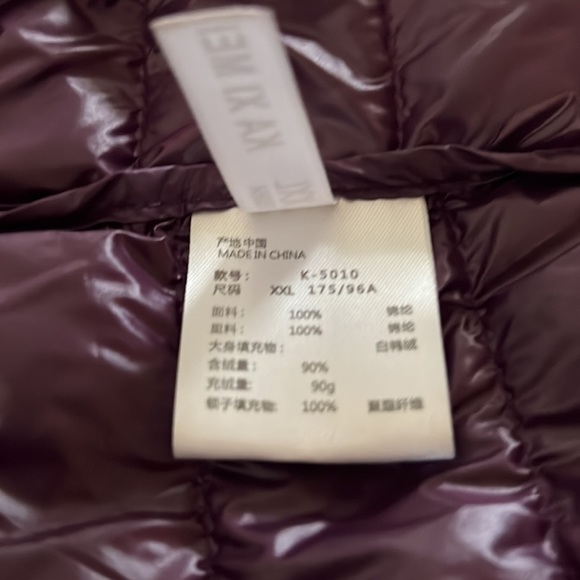 产地中国
MADE IN CHINA
款号： K-5010
尺码 XXL 175/96A
面料： 100% 锦纶
里料： 100% 锦纶
大身填充物： 白鸭绒
含绒量： 90%
充绒量: 90g
领子填充物: 100% 聚酯纤维